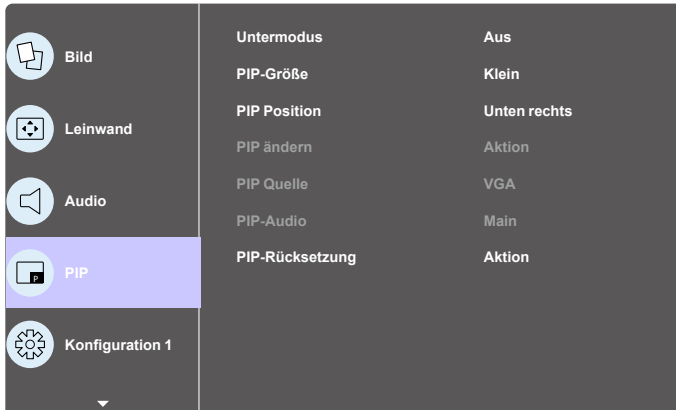 Bild
Leinwand
Audio
P
PIP
Konfiguration 1
Untermodus Aus
PIP-Größe Klein
PIP Position Unten rechts
PIP ändern Aktion
PIP Quelle VGA
PIP-Audio Main
PIP-Rücksetzung Aktion